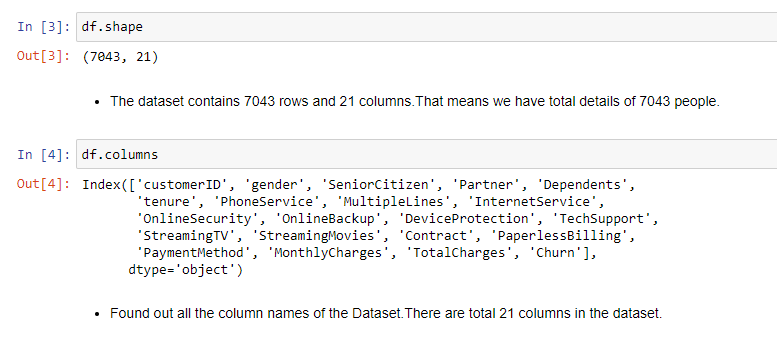 In [3]: df.shape
Out[3]: (7043, 21)
• The dataset contains 7043 rows and 21 columns.That means we have total details of 7043 people.
In [4]: df.columns
Out[4]: Index(['customerID', 'gender', 'SeniorCitizen', 'Partner', 'Dependents',
'tenure', 'PhoneService', 'MultipleLines', 'InternetService',
'OnlineSecurity', 'OnlineBackup', 'DeviceProtection', 'TechSupport',
'StreamingTV', 'StreamingMovies', 'Contract', 'PaperlessBilling',
'PaymentMethod', 'MonthlyCharges', 'TotalCharges', 'Churn'],
dtype='object')
• Found out all the column names of the Dataset.There are total 21 columns in the dataset.